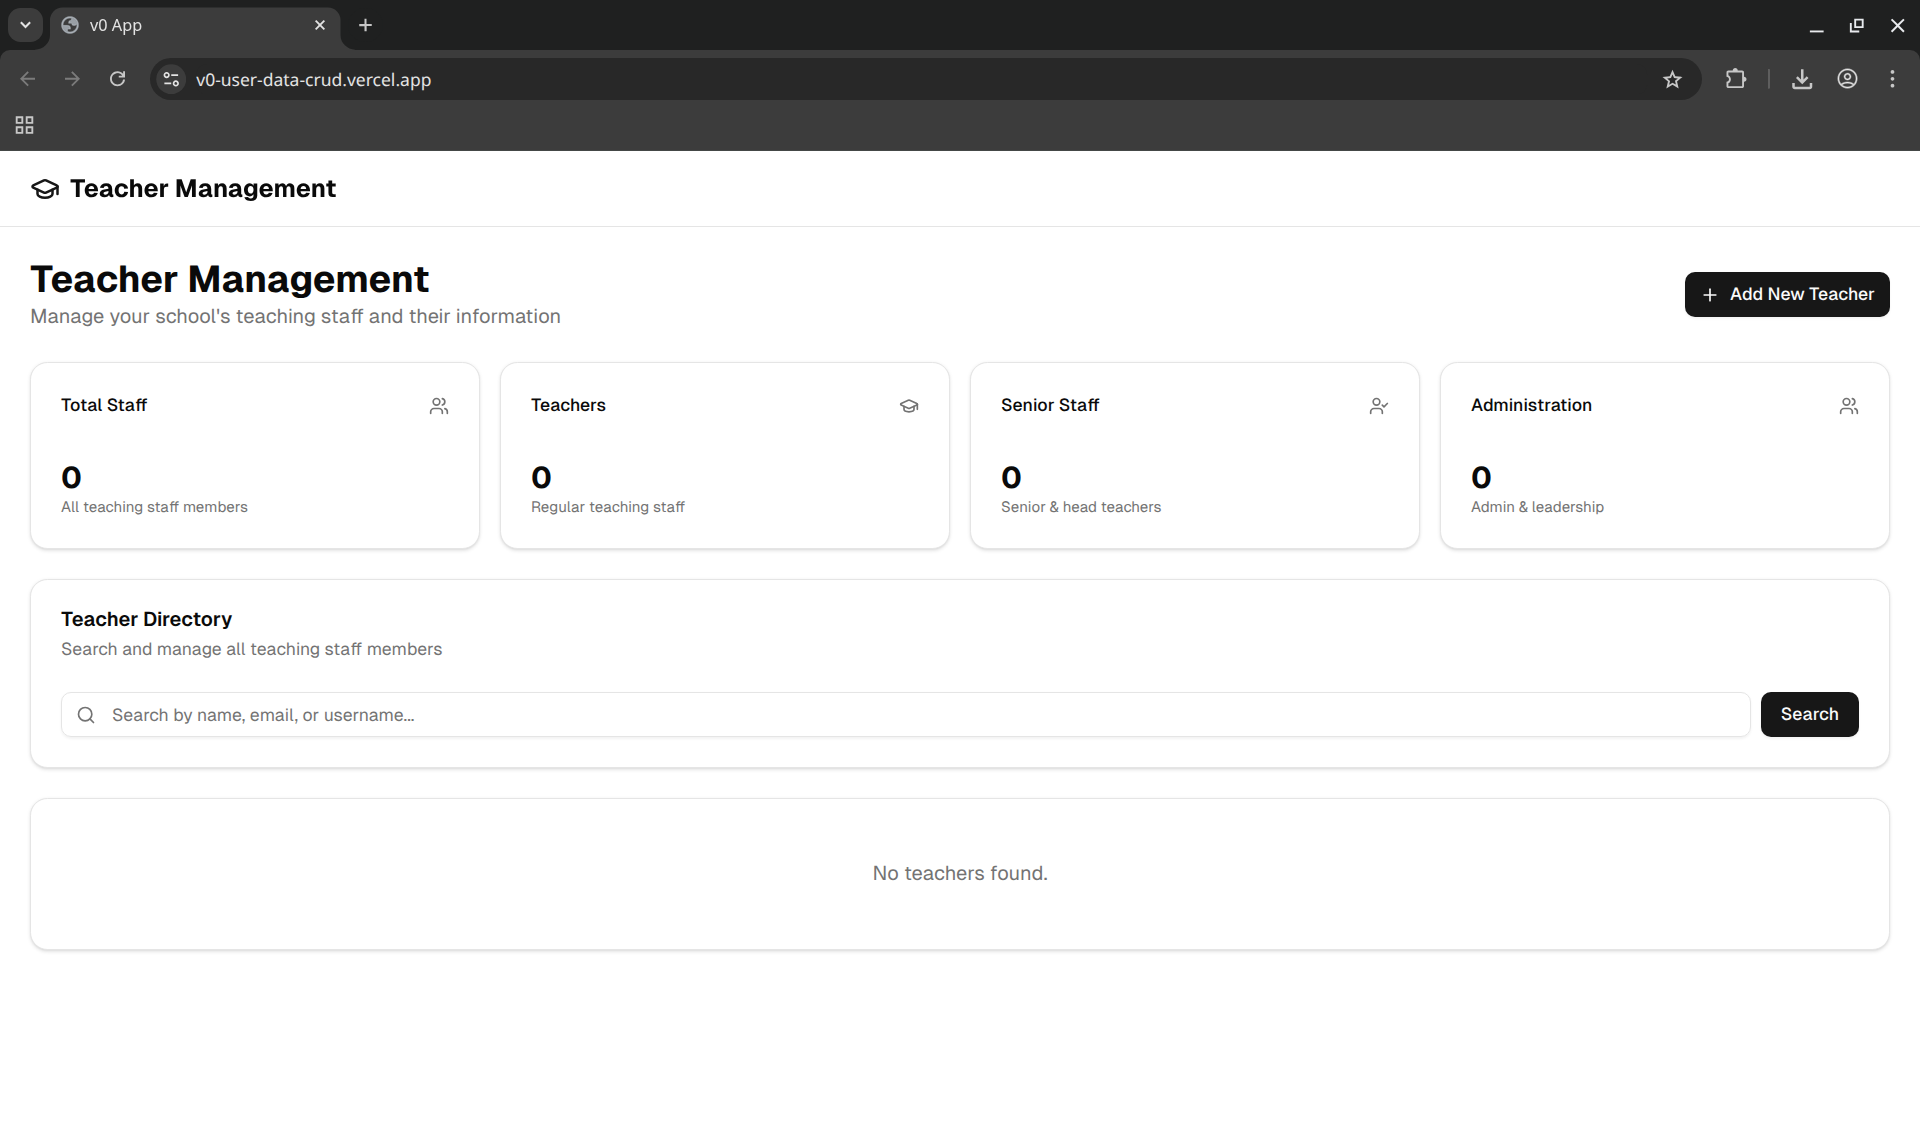 v0 App
v0-user-data-crud.vercel.app
Teacher Management
Teacher Management
Manage your school's teaching staff and their information
Add New Teacher
Total Staff
0
All teaching staff members
Teachers
0
Regular teaching staff
Senior Staff
0
Senior & head teachers
Administration
0
Admin & leadership
Teacher Directory
Search and manage all teaching staff members
Search by name, email, or username...
Search
No teachers found.